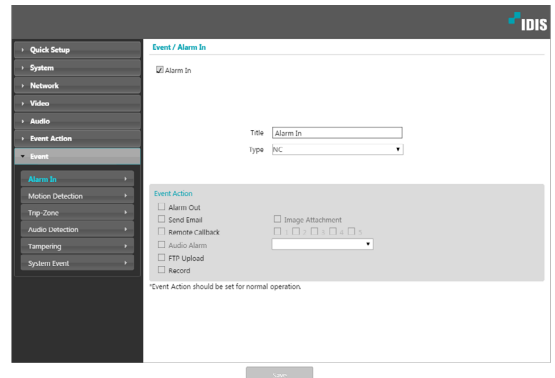 IDIS
Quick Setup
System
Network
Video
Audio
Event Action
Event
Alarm In
Motion Detection
Trip-Zone
Audio Detection
Tampering
System Event
Event / Alarm In
Alarm In
Title Alarm In
Type NC
Event Action
Alarm Out
Send Email Image Attachment
Remote Callback 1 2 3 4 5
Audio Alarm
FTP Upload
Record
*Event Action should be set for normal operation.
Save